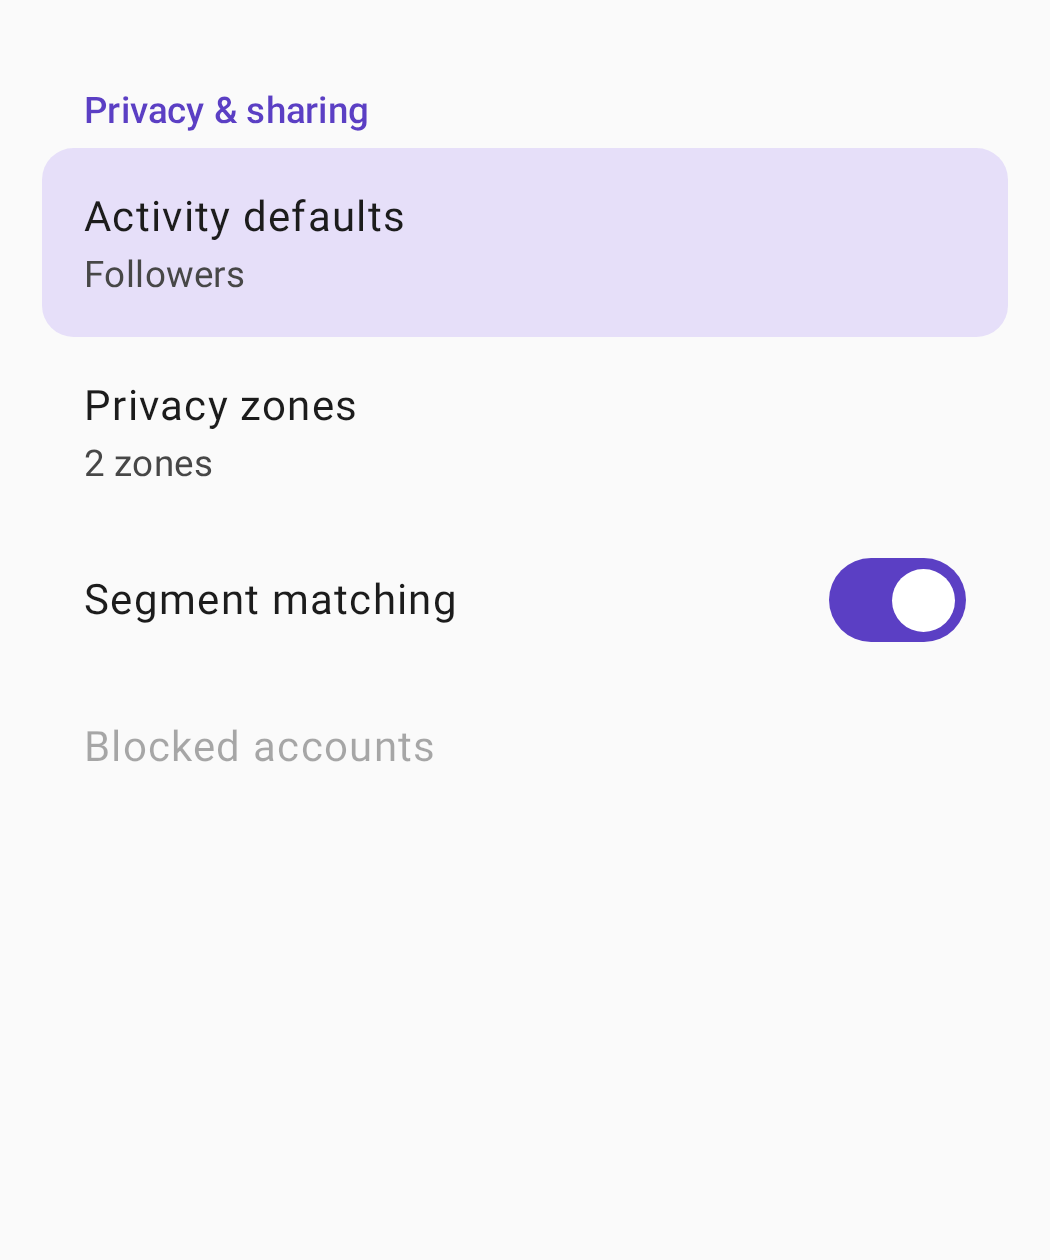 Privacy & sharing
Activity defaults
Followers
Privacy zones
2 zones
Segment matching
Blocked accounts